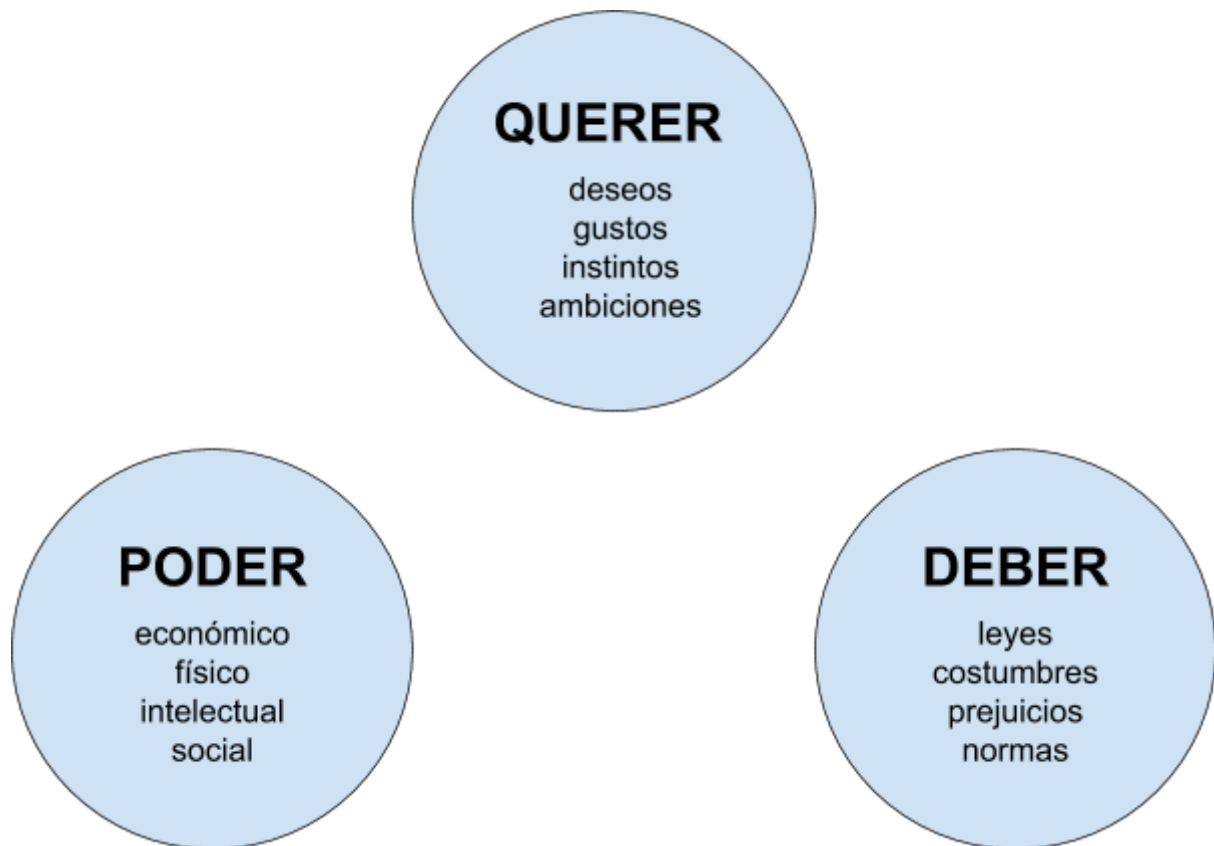 QUERER
deseos
gustos
instintos
ambiciones
PODER
económico
físico
intelectual
social
DEBER
leyes
costumbres
prejuicios
normas